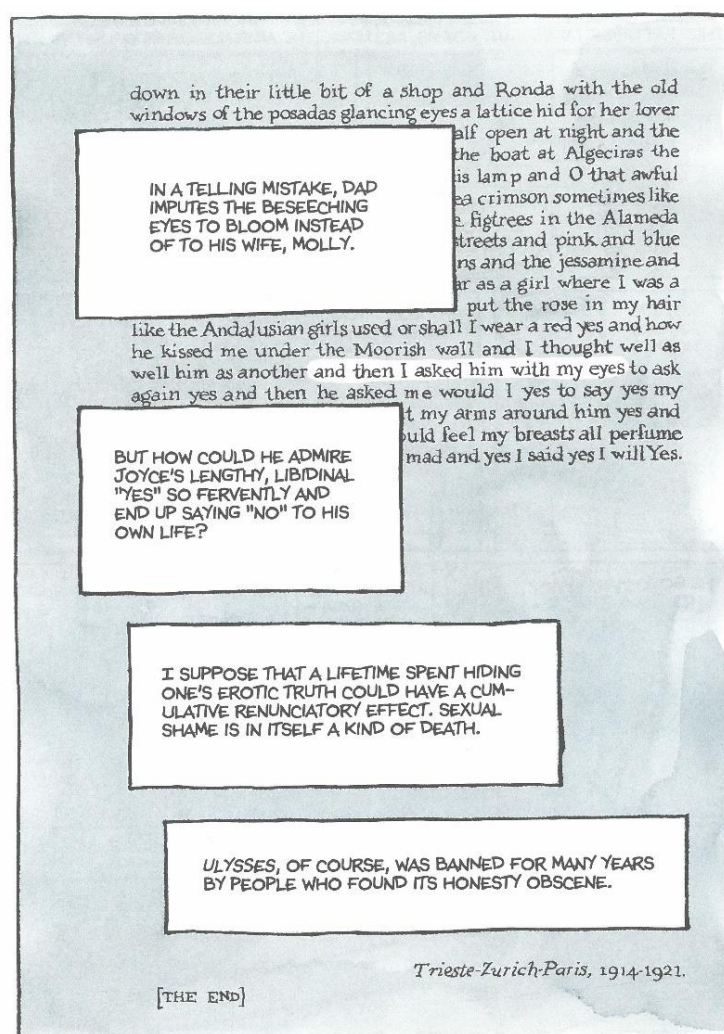 down in their little bit of a shop and Ronda with the old
windows of the posadas glancing eyes a lattice hid for her lover
alf open at night and the
the boat at Algeciras the
is lamp and O that awful
ea crimson sometimes like
e figtrees in the Alameda
treets and pink and blue
ns and the jessamine and
ar as a girl where I was a
put the rose in my hair
like the Andalusian girls used or shall I wear a red yes and how
he kissed me under the Moorish wall and I thought well as
well him as another and then I asked him with my eyes to ask
again yes and then he asked me would I yes to say yes my
t my arms around him yes and
uld feel my breasts all perfume
mad and yes I said yes I will Yes.
IN A TELLING MISTAKE, DAD
IMPUTES THE BESEECHING
EYES TO BLOOM INSTEAD
OF TO HIS WIFE, MOLLY.
BUT HOW COULD HE ADMIRE
JOYCE'S LENGTHY, LIBIDINAL
"YES" SO FERVENTLY AND
END UP SAYING "NO" TO HIS
OWN LIFE?
I SUPPOSE THAT A LIFETIME SPENT HIDING
ONE'S EROTIC TRUTH COULD HAVE A CUM-
ULATIVE RENUNCIATORY EFFECT. SEXUAL
SHAME IS IN ITSELF A KIND OF DEATH.
ULYSSES, OF COURSE, WAS BANNED FOR MANY YEARS
BY PEOPLE WHO FOUND ITS HONESTY OBSCENE.
Trieste-Zurich-Paris, 1914-1921.
[THE END]